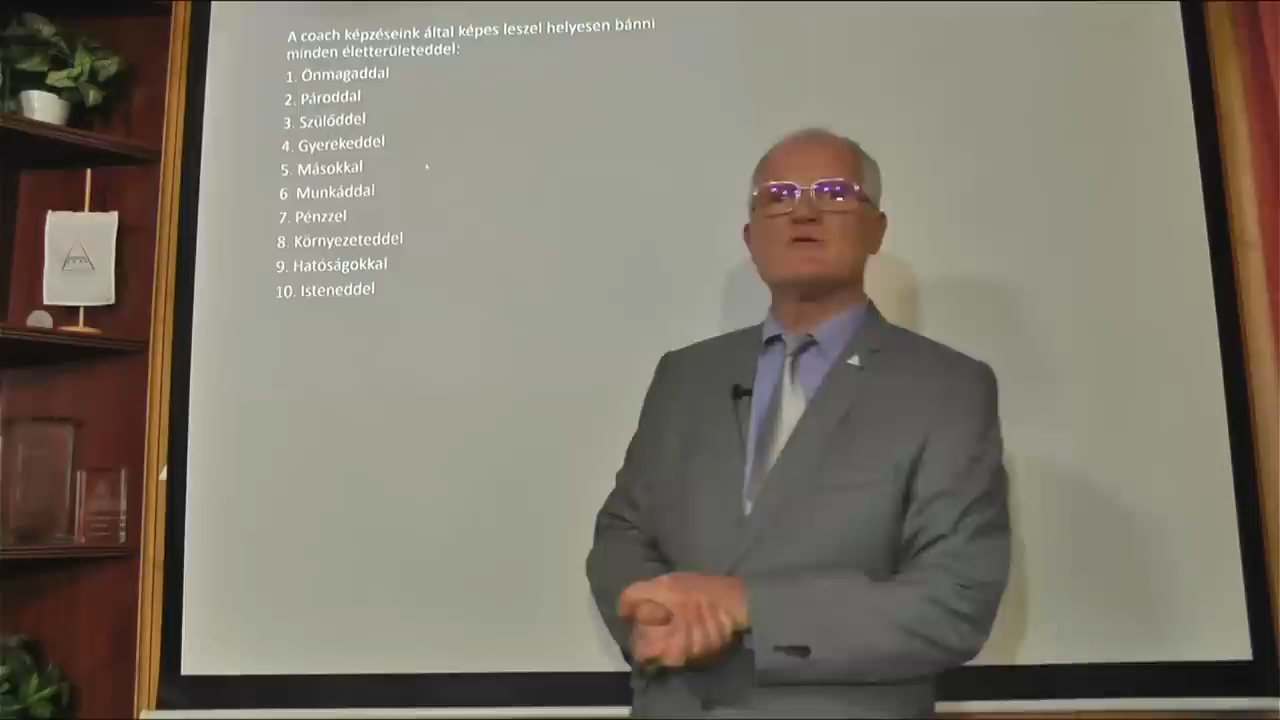 A coach képzéseink által képes leszel helyesen bánni
minden életterületeddel:
1. Önmagaddal
2. Pároddal
3. Szülőddel
4. Gyerekeddel
5. Másokkal
6. Munkáddal
7. Pénzzel
8. Környezeteddel
9. Hatóságokkal
10. Isteneddel